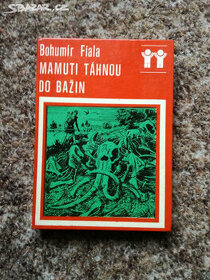 SBAZAR.CZ
Bohumír Fiala
MAMUTI TÁHNOU
DO BAŽIN